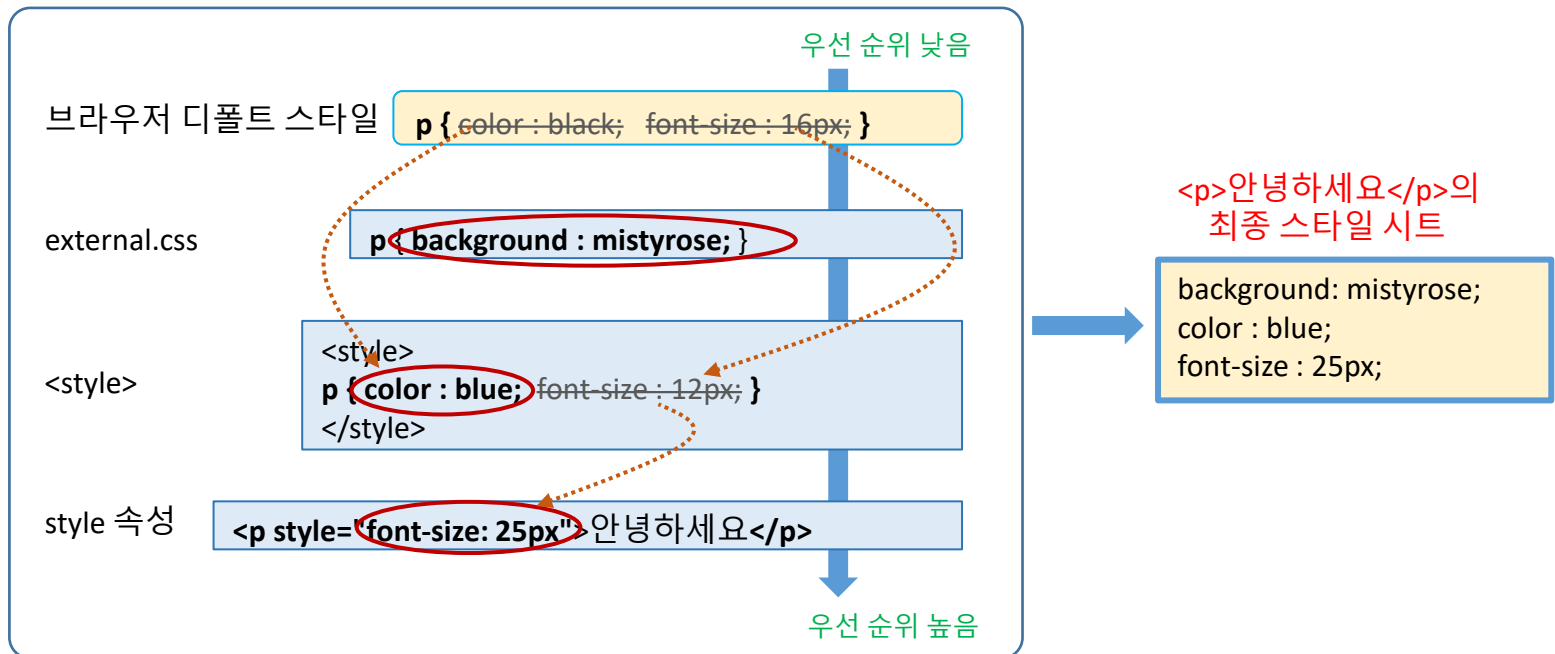 우선 순위 낮음
브라우저 디폴트 스타일
p { color : black; font-size : 16px; }
external.css
p { background : mistyrose; }
<style>
<style>
p { color : blue; font-size : 12px; }
</style>
style 속성
<p style="font-size: 25px">안녕하세요</p>
우선 순위 높음
<p>안녕하세요</p>의
최종 스타일 시트
background: mistyrose;
color : blue;
font-size : 25px;